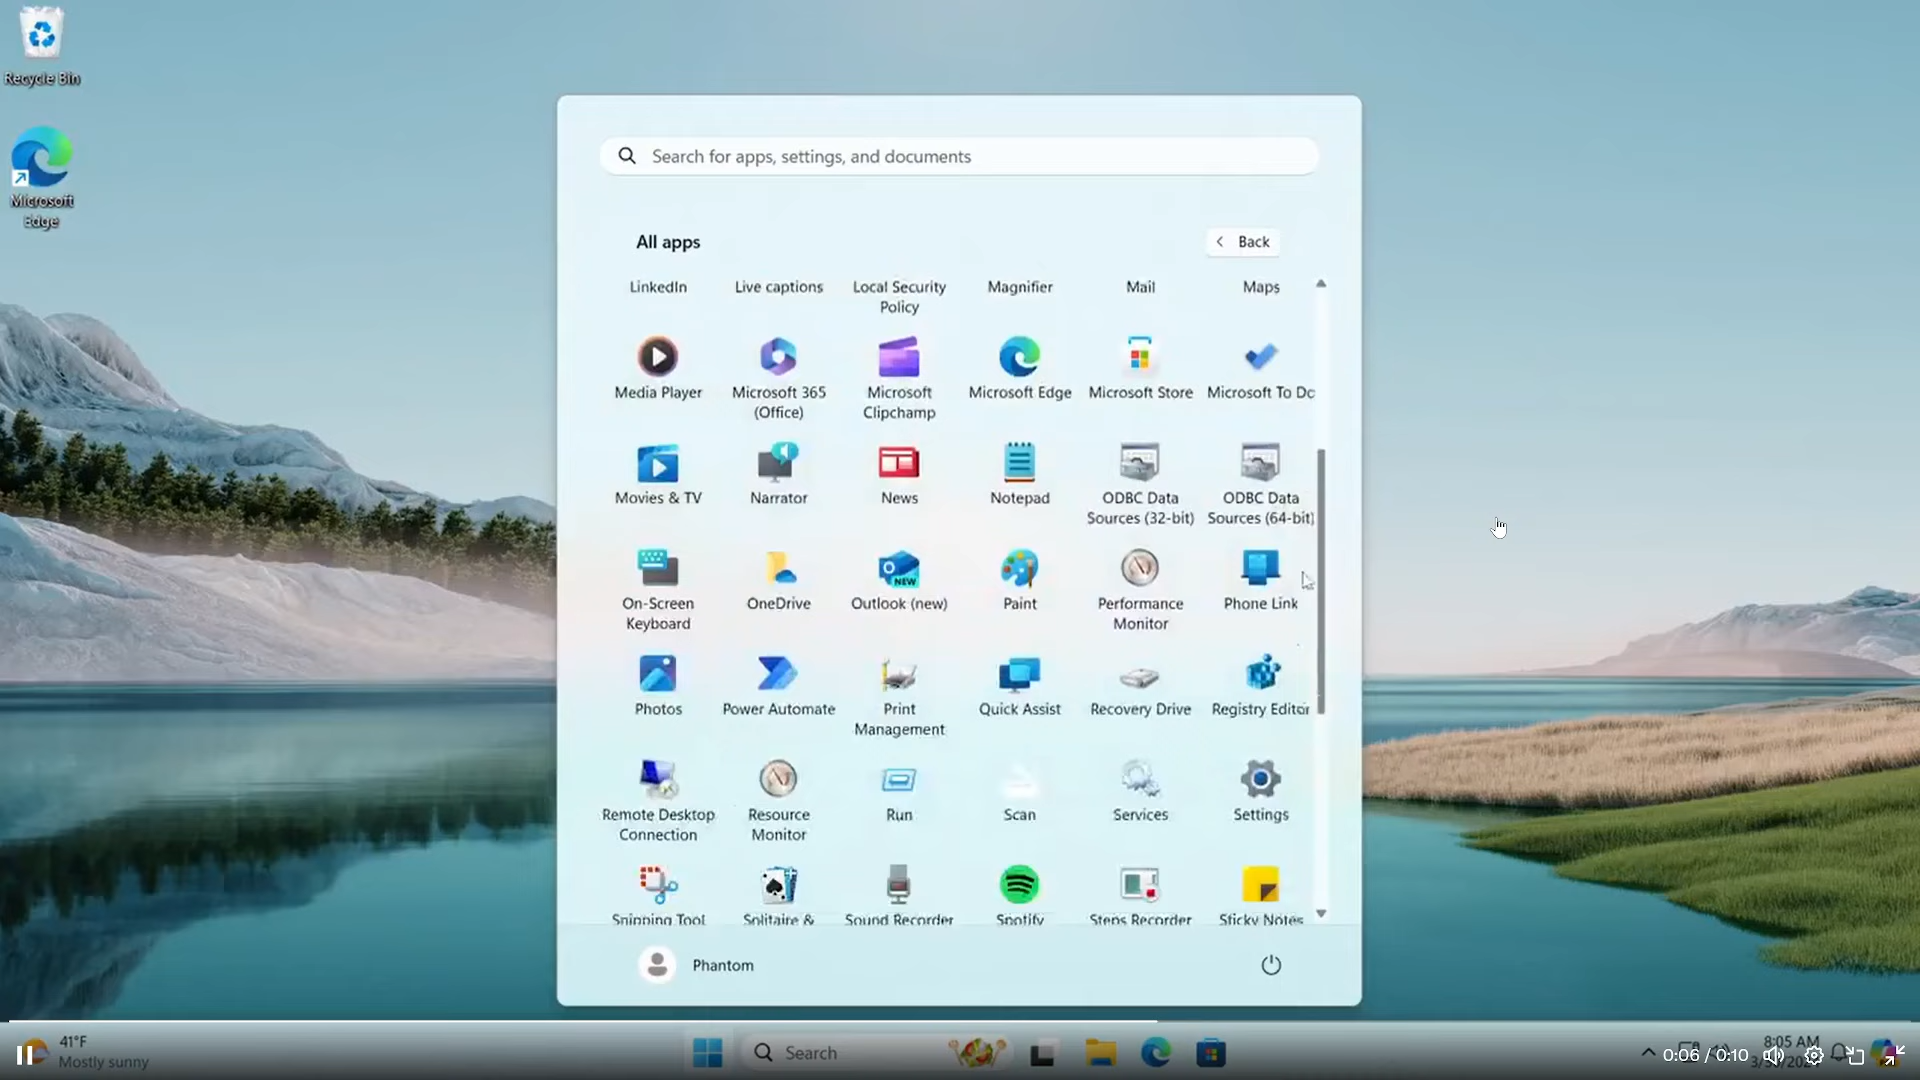 Recycle Bin
Microsoft
Edge
Search for apps, settings, and documents
All apps
Back
LinkedIn
Live captions
Local Security
Policy
Magnifier
Mail
Maps
Media Player
Microsoft 365
(Office)
Microsoft
Clipchamp
Microsoft Edge
Microsoft Store
Microsoft To Do
Movies & TV
Narrator
News
Notepad
ODBC Data
Sources (32-bit)
ODBC Data
Sources (64-bit)
On-Screen
Keyboard
OneDrive
NEW
Outlook (new)
Paint
Performance
Monitor
Phone Link
Photos
Power Automate
Print
Management
Quick Assist
Recovery Drive
Registry Editor
Remote Desktop
Connection
Resource
Monitor
Run
Scan
Services
Settings
Snipping Tool
Solitaire &
Sound Recorder
Spotify
Steps Recorder
Sticky Notes
Phantom
41°F
Mostly sunny
Search
8:05 AM
0:06 / 0:10